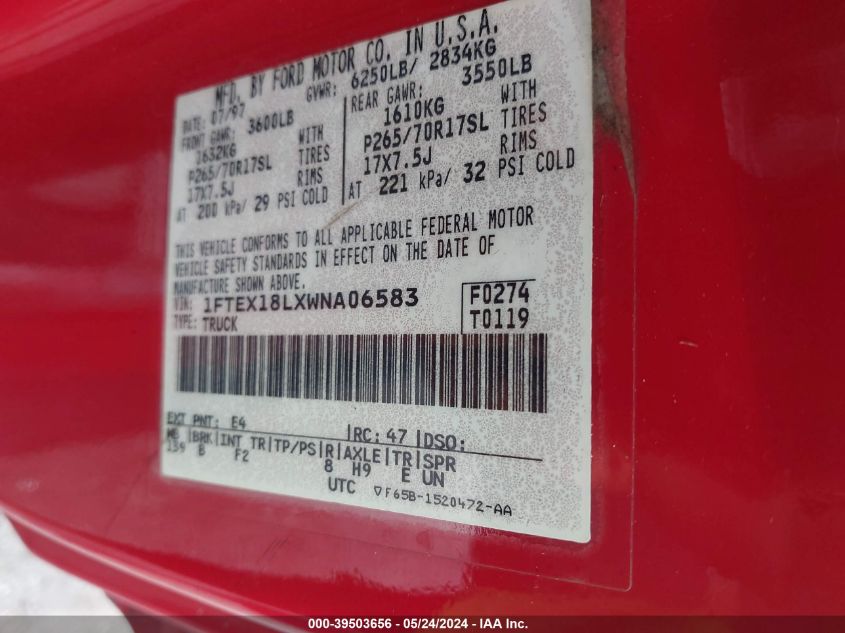 MFD. BY FORD MOTOR CO. IN U.S.A.
DATE: 07/97 GVWR: 6250LB/ 2834KG
FRONT GAWR: 3600LB REAR GAWR: 3550LB
1632KG WITH 1610KG WITH
P265/70R17SL TIRES P265/70R17SL TIRES
17X7.5J RIMS 17X7.5J RIMS
AT 200 kPa/ 29 PSI COLD AT 221 kPa/ 32 PSI COLD
THIS VEHICLE CONFORMS TO ALL APPLICABLE FEDERAL MOTOR
VEHICLE SAFETY STANDARDS IN EFFECT ON THE DATE OF
MANUFACTURE SHOWN ABOVE.
VIN: 1FTEX18LXWNA06583 F0274
TYPE: TRUCK T0119
EXT PNT: E4 RC: 47 DSO:
WB BRK INT TR TP/PS R AXLE TR SPR
139 B F2 8 H9 E UN
UTC ▽F65B-1520472-AA
000-39503656 - 05/24/2024 - IAA Inc.